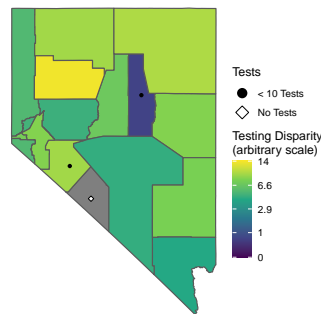 Tests
< 10 Tests
No Tests
Testing Disparity
(arbitrary scale)
14
6.6
2.9
1
0